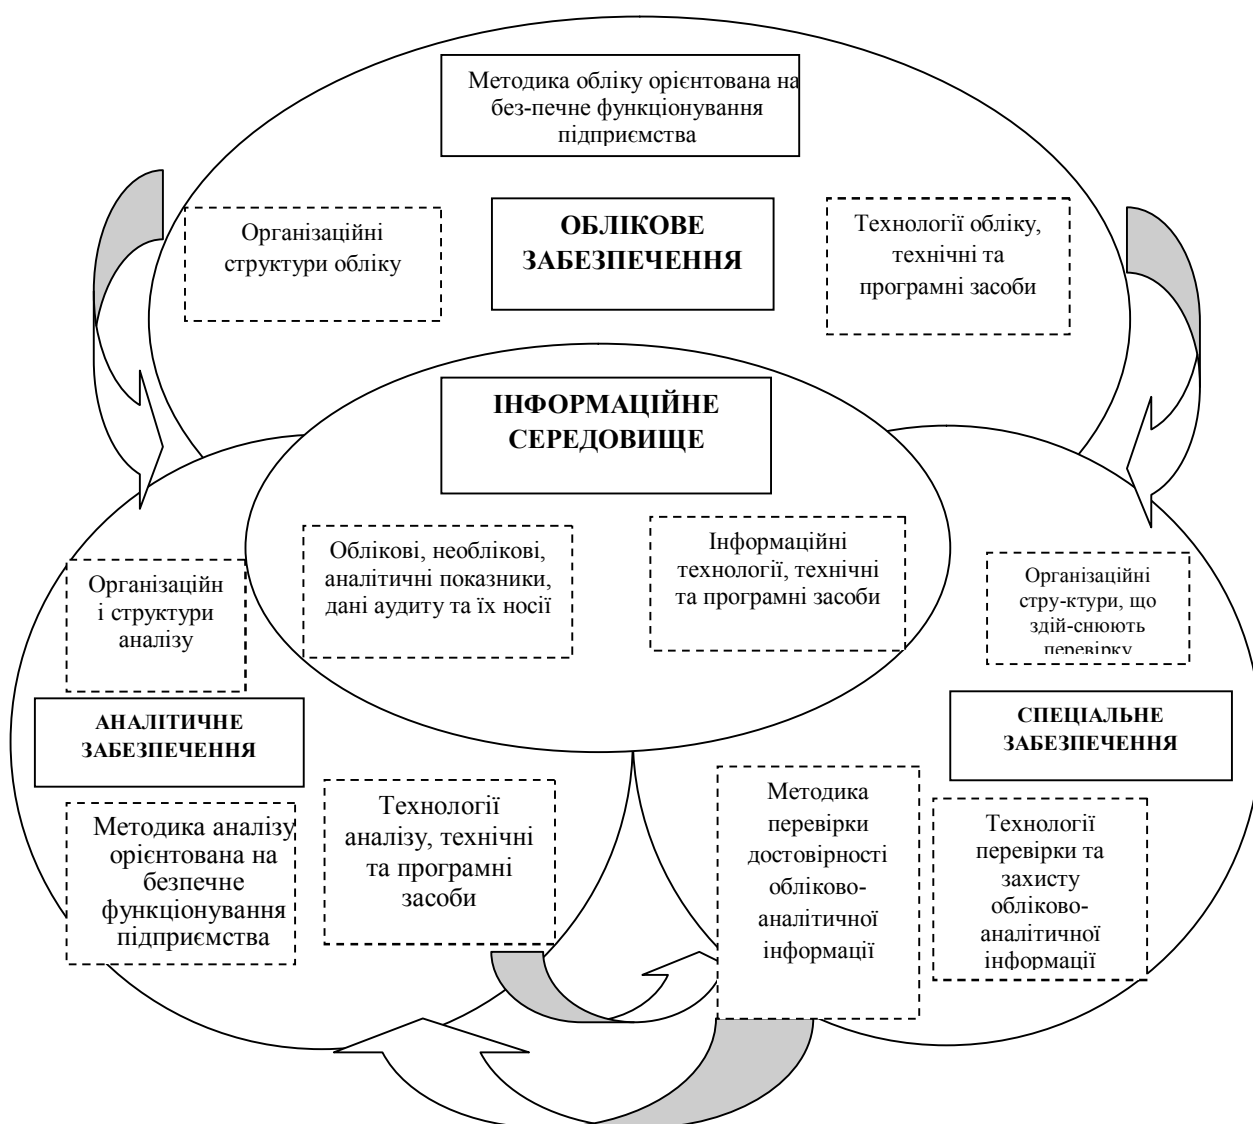 Методика обліку орієнтована на
без-печне функціонування
підприємства
Організаційні
структури обліку
ОБЛІКОВЕ
ЗАБЕЗПЕЧЕННЯ
Технології обліку,
технічні та
програмні засоби
ІНФОРМАЦІЙНЕ
СЕРЕДОВИЩЕ
Облікові, необлікові,
аналітичні показники,
дані аудиту та їх носії
Інформаційні
технології, технічні
та програмні засоби
Організаційн
і структури
аналізу
Організаційні
стру-ктури, що
здій-снюють
перевірку
АНАЛІТИЧНЕ
ЗАБЕЗПЕЧЕННЯ
СПЕЦІАЛЬНЕ
ЗАБЕЗПЕЧЕННЯ
Методика аналізу
орієнтована на
безпечне
функціонування
підприємства
Технології
аналізу, технічні
та програмні
засоби
Методика
перевірки
достовірності
обліково-
аналітичної
інформації
Технології
перевірки та
захисту
обліково-
аналітичної
інформації